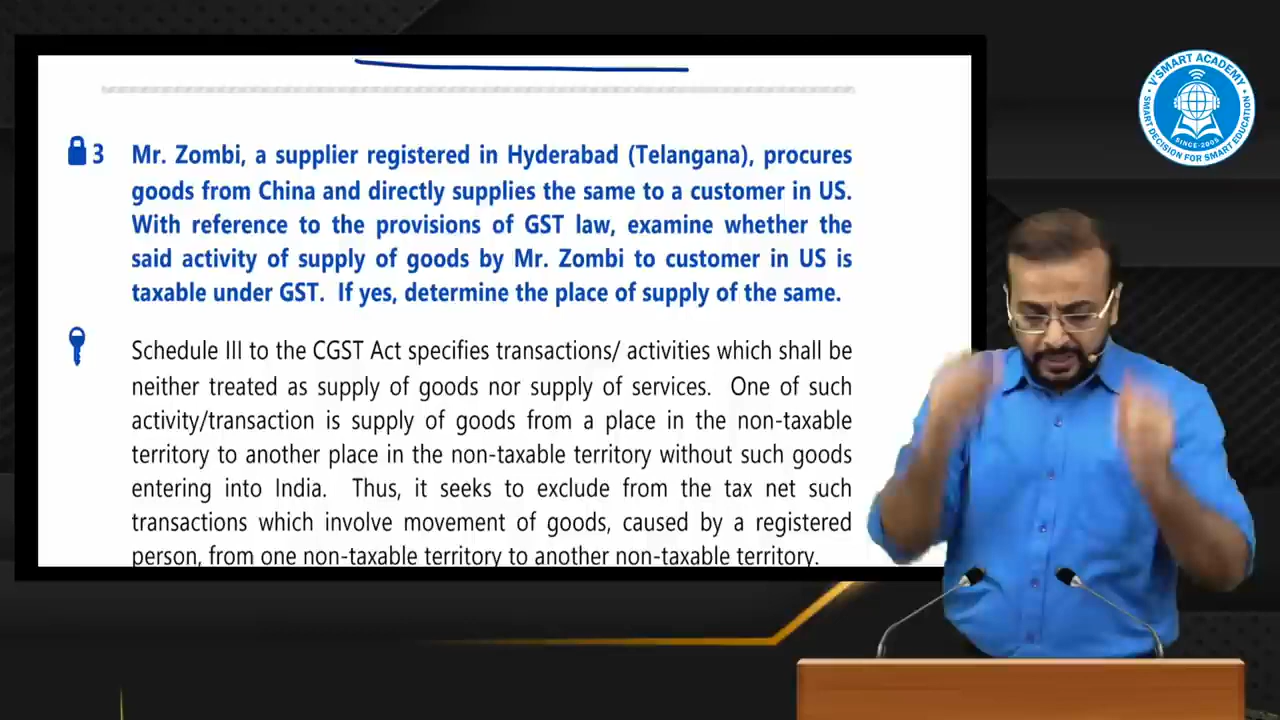 3 Mr. Zombi, a supplier registered in Hyderabad (Telangana), procures
goods from China and directly supplies the same to a customer in US.
With reference to the provisions of GST law, examine whether the
said activity of supply of goods by Mr. Zombi to customer in US is
taxable under GST. If yes, determine the place of supply of the same.
Schedule III to the CGST Act specifies transactions/ activities which shall be
neither treated as supply of goods nor supply of services. One of such
activity/transaction is supply of goods from a place in the non-taxable
territory to another place in the non-taxable territory without such goods
entering into India. Thus, it seeks to exclude from the tax net such
transactions which involve movement of goods, caused by a registered
person, from one non-taxable territory to another non-taxable territory.
V'SMART ACADEMY
SMART DECISION FOR SMART EDUCATION